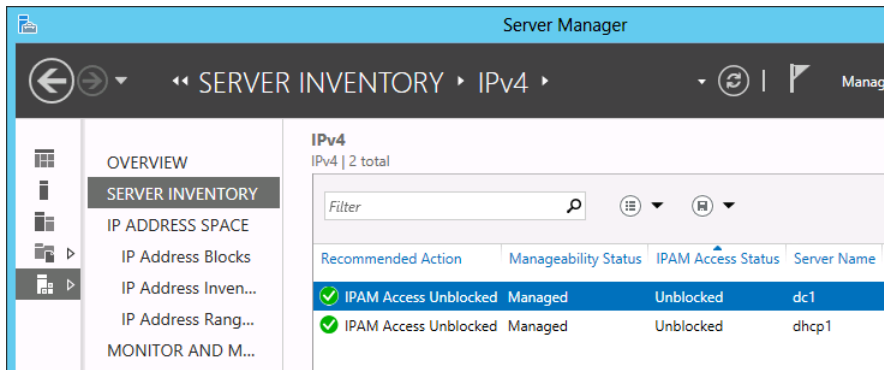 Server Manager
SERVER INVENTORY IPv4
Manag
IPv4
IPv4 | 2 total
OVERVIEW
SERVER INVENTORY
IP ADDRESS SPACE
IP Address Blocks
IP Address Inven...
IP Address Rang...
MONITOR AND M...
Filter
Recommended Action Manageability Status IPAM Access Status Server Name
IPAM Access Unblocked Managed Unblocked dc1
IPAM Access Unblocked Managed Unblocked dhcp1